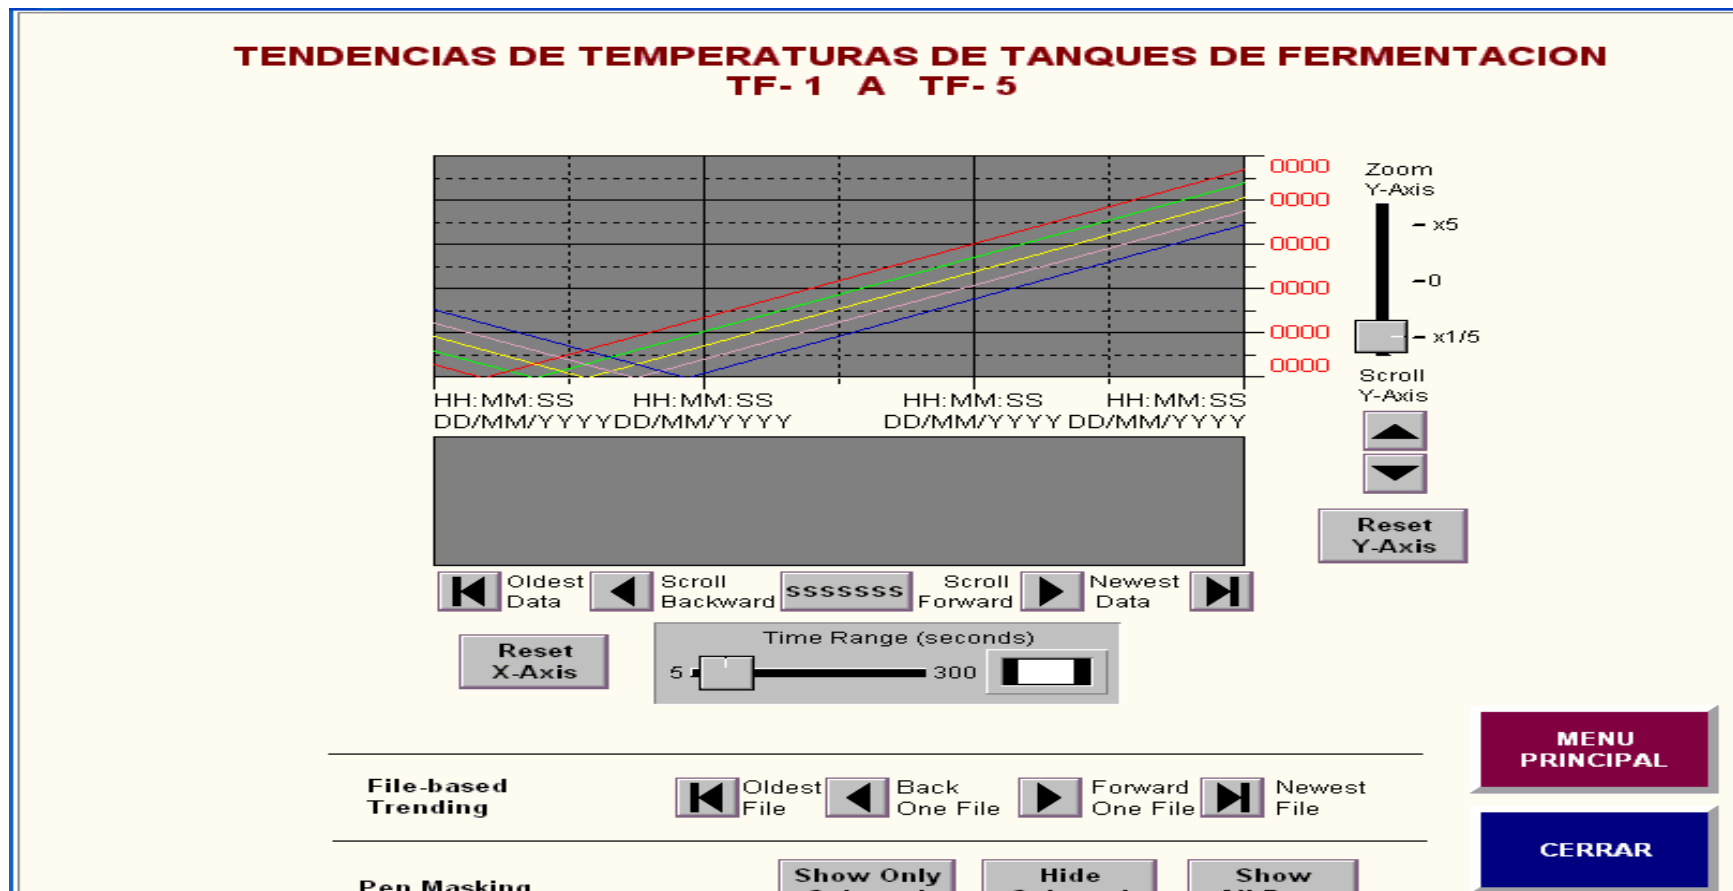 TENDENCIAS DE TEMPERATURAS DE TANQUES DE FERMENTACION
TF- 1 A TF- 5
0000
0000
0000
0000
0000
0000
Zoom
Y-Axis
x5
0
x1/5
Scroll
Y-Axis
Reset
Y-Axis
HH:MM:SS HH:MM:SS HH:MM:SS HH:MM:SS
DD/MM/YYYY DD/MM/YYYY DD/MM/YYYY DD/MM/YYYY
Oldest
Data
Scroll
Backward
sssssss
Scroll
Forward
Newest
Data
Reset
X-Axis
Time Range (seconds)
5 300
MENU
PRINCIPAL
File-based
Trending
Oldest
File
Back
One File
Forward
One File
Newest
File
CERRAR
Pen Masking
Show Only
Hide
Show